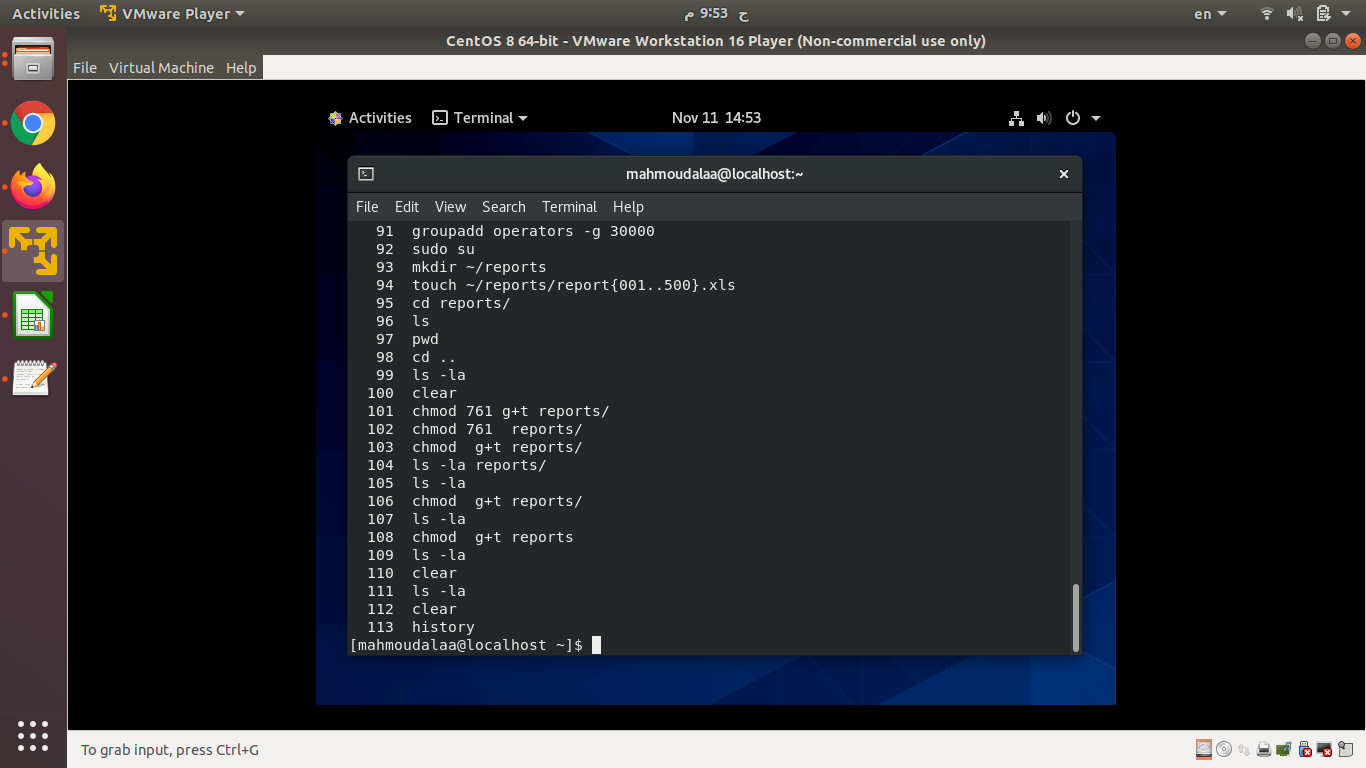 Activities VMware Player ح 9:53 م en
CentOS 8 64-bit - VMware Workstation 16 Player (Non-commercial use only)
File Virtual Machine Help
Activities Terminal Nov 11 14:53
mahmoudalaa@localhost:~
File Edit View Search Terminal Help
91 groupadd operators -g 30000
92 sudo su
93 mkdir ~/reports
94 touch ~/reports/report{001..500}.xls
95 cd reports/
96 ls
97 pwd
98 cd ..
99 ls -la
100 clear
101 chmod 761 g+t reports/
102 chmod 761  reports/
103 chmod  g+t reports/
104 ls -la reports/
105 ls -la
106 chmod  g+t reports/
107 ls -la
108 chmod  g+t reports
109 ls -la
110 clear
111 ls -la
112 clear
113 history
[mahmoudalaa@localhost ~]$
To grab input, press Ctrl+G